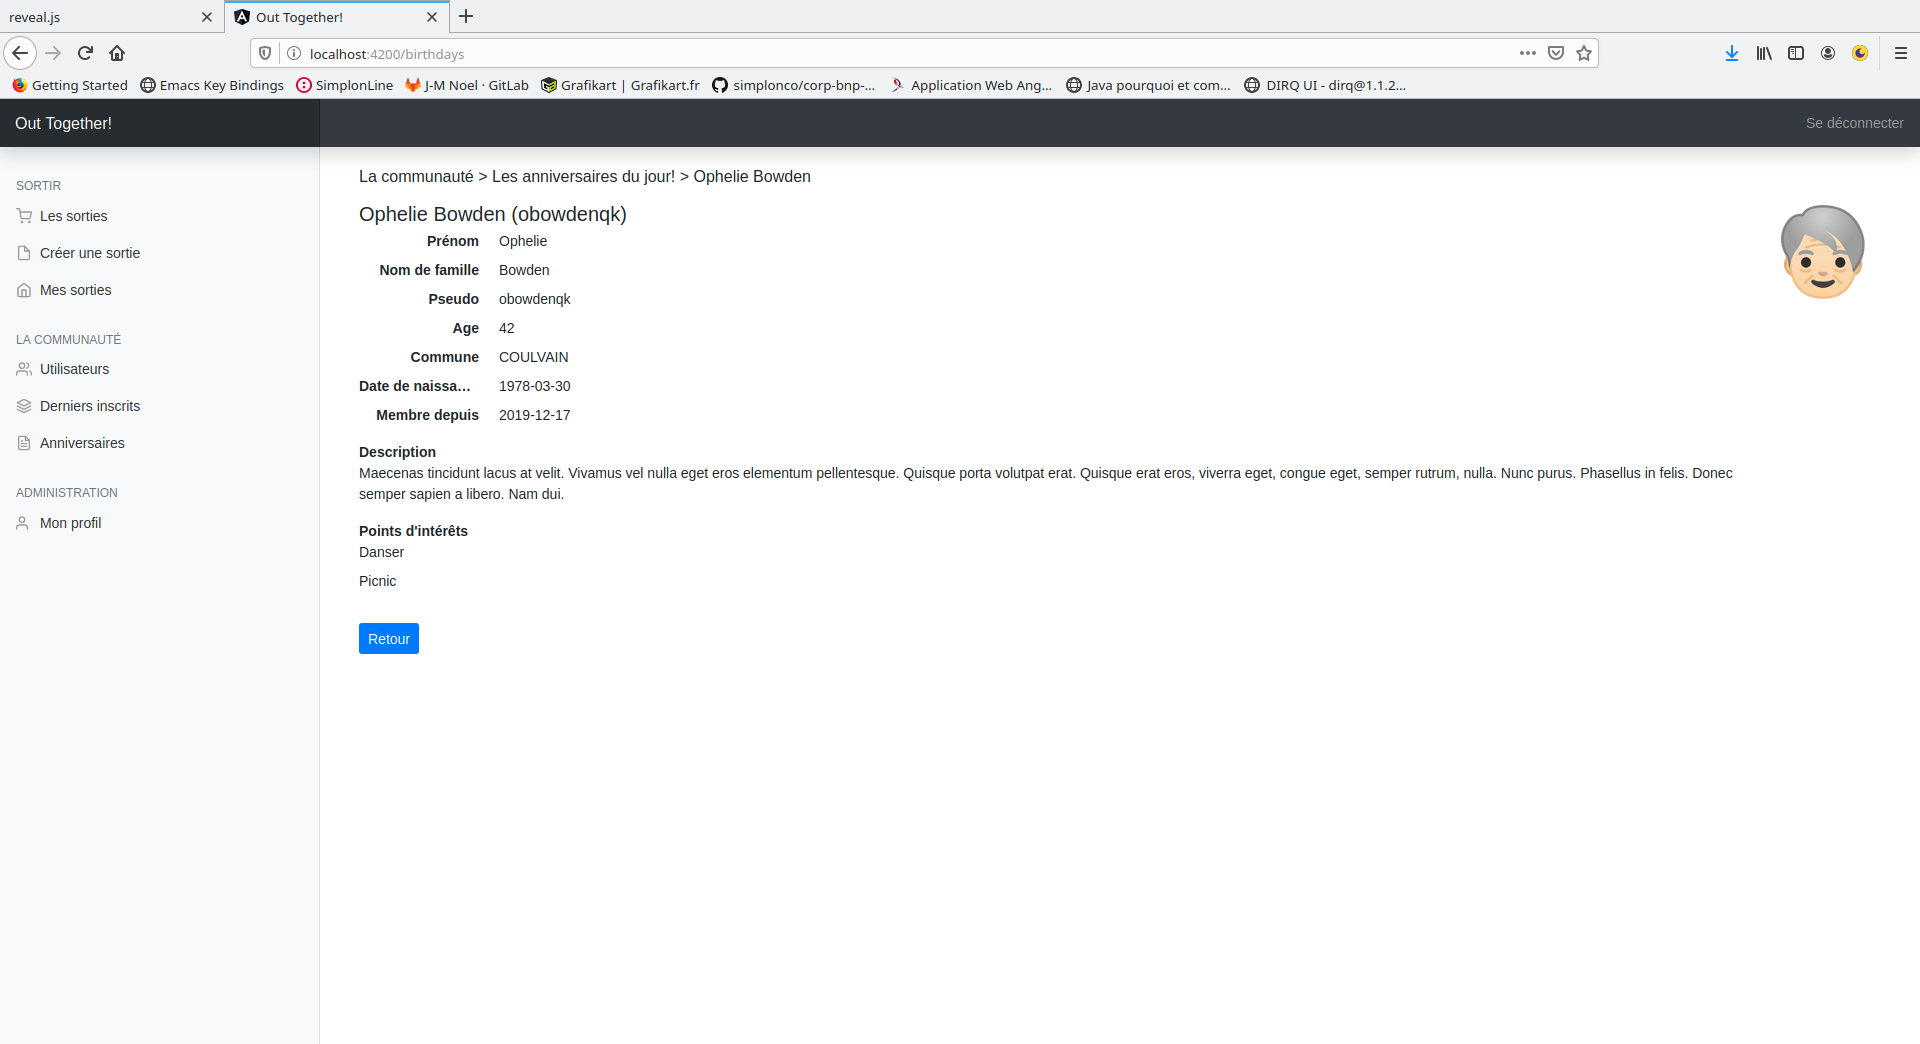 reveal.js
Out Together!
localhost:4200/birthdays
Getting Started
Emacs Key Bindings
SimplonLine
J-M Noel · GitLab
Grafikart | Grafikart.fr
simplonco/corp-bnp-...
Application Web Ang...
Java pourquoi et com...
DIRQ UI - dirq@1.1.2...
Out Together!
Se déconnecter
SORTIR
Les sorties
Créer une sortie
Mes sorties
LA COMMUNAUTÉ
Utilisateurs
Derniers inscrits
Anniversaires
ADMINISTRATION
Mon profil
La communauté > Les anniversaires du jour! > Ophelie Bowden
Ophelie Bowden (obowdenqk)
Prénom Ophelie
Nom de famille Bowden
Pseudo obowdenqk
Age 42
Commune COULVAIN
Date de naissa... 1978-03-30
Membre depuis 2019-12-17
Description
Maecenas tincidunt lacus at velit. Vivamus vel nulla eget eros elementum pellentesque. Quisque porta volutpat erat. Quisque erat eros, viverra eget, congue eget, semper rutrum, nulla. Nunc purus. Phasellus in felis. Donec
semper sapien a libero. Nam dui.
Points d'intérêts
Danser
Picnic
Retour